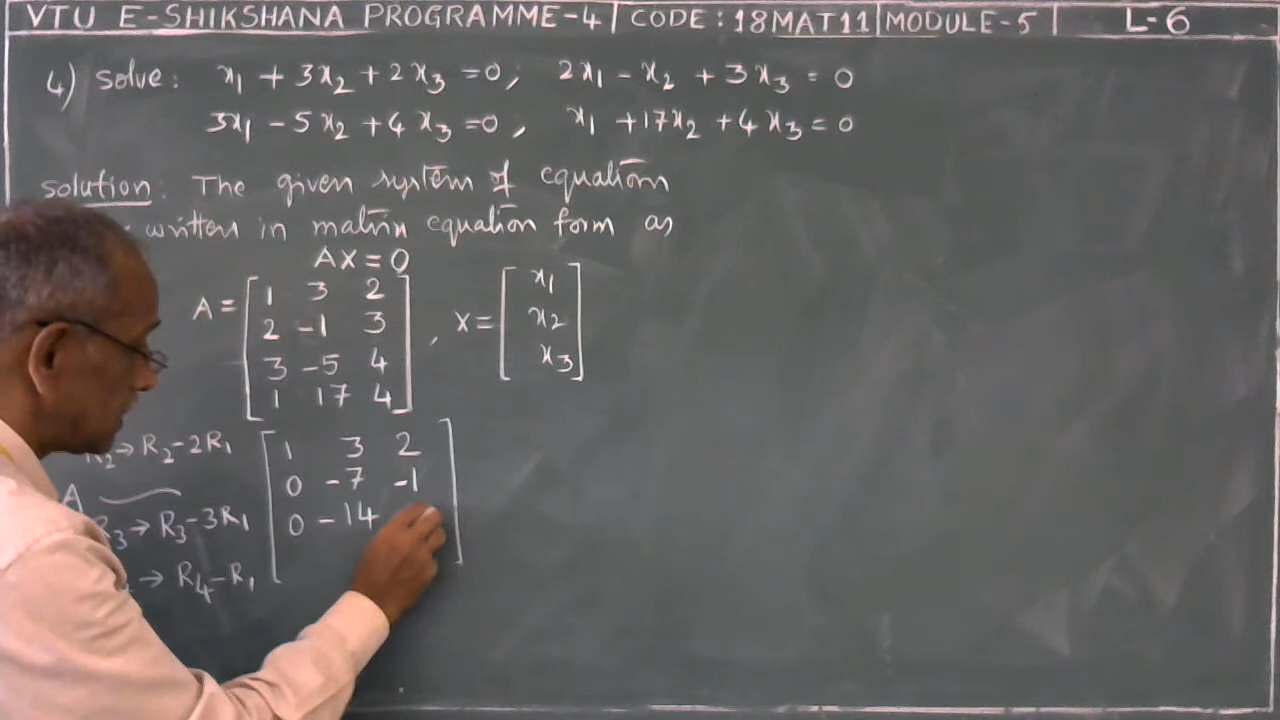 VTU E-SHIKSHANA PROGRAMME-4 | CODE: 18MAT11 | MODULE-5 | L-6
4) solve: x₁ + 3x₂ + 2x₃ = 0; 2x₁ - x₂ + 3x₃ = 0
3x₁ - 5x₂ + 4x₃ = 0, x₁ + 17x₂ + 4x₃ = 0
solution: The given system of equations
written in matrix equation form as
AX = 0
A = [1 3 2
2 -1 3
3 -5 4
1 17 4], X = [x₁
x₂
x₃]
R₂→R₂-2R₁ [1 3 2
A 0 -7 -1
R₃→R₃-3R₁ 0 -14
→ R₄-R₁ ]